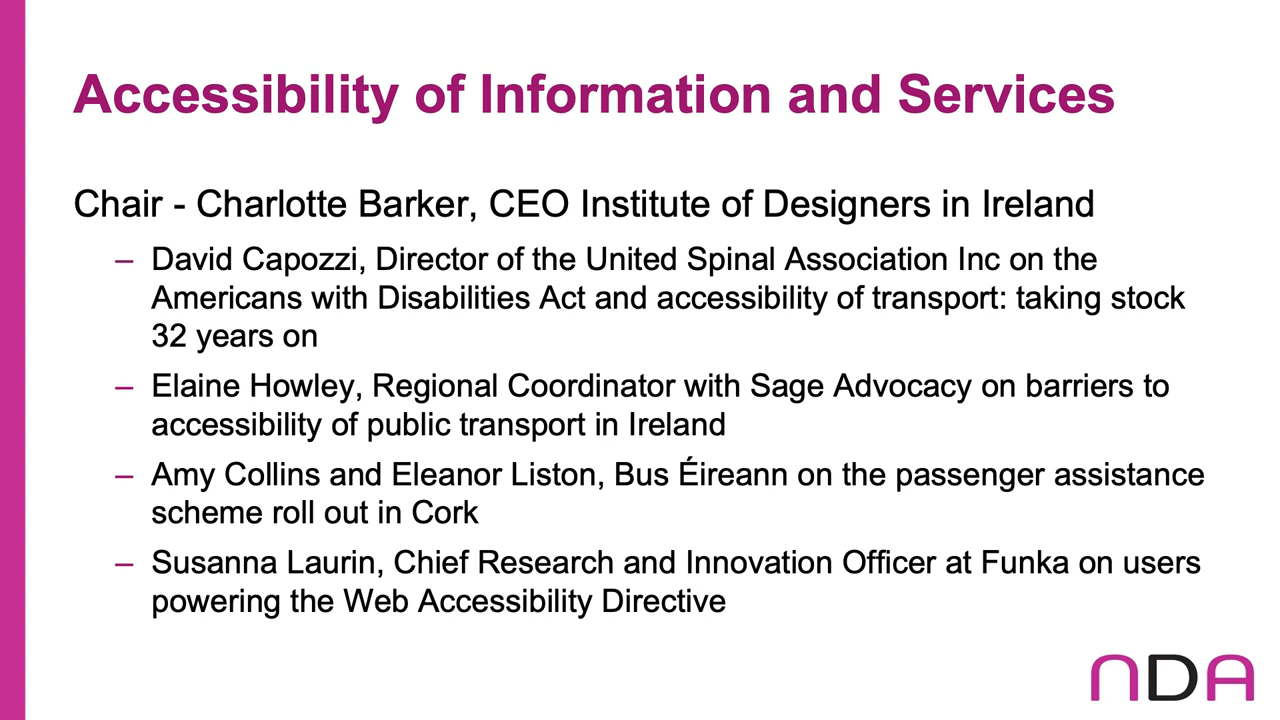 Accessibility of Information and Services
Chair - Charlotte Barker, CEO Institute of Designers in Ireland
– David Capozzi, Director of the United Spinal Association Inc on the
Americans with Disabilities Act and accessibility of transport: taking stock
32 years on
– Elaine Howley, Regional Coordinator with Sage Advocacy on barriers to
accessibility of public transport in Ireland
– Amy Collins and Eleanor Liston, Bus Éireann on the passenger assistance
scheme roll out in Cork
– Susanna Laurin, Chief Research and Innovation Officer at Funka on users
powering the Web Accessibility Directive
NDA